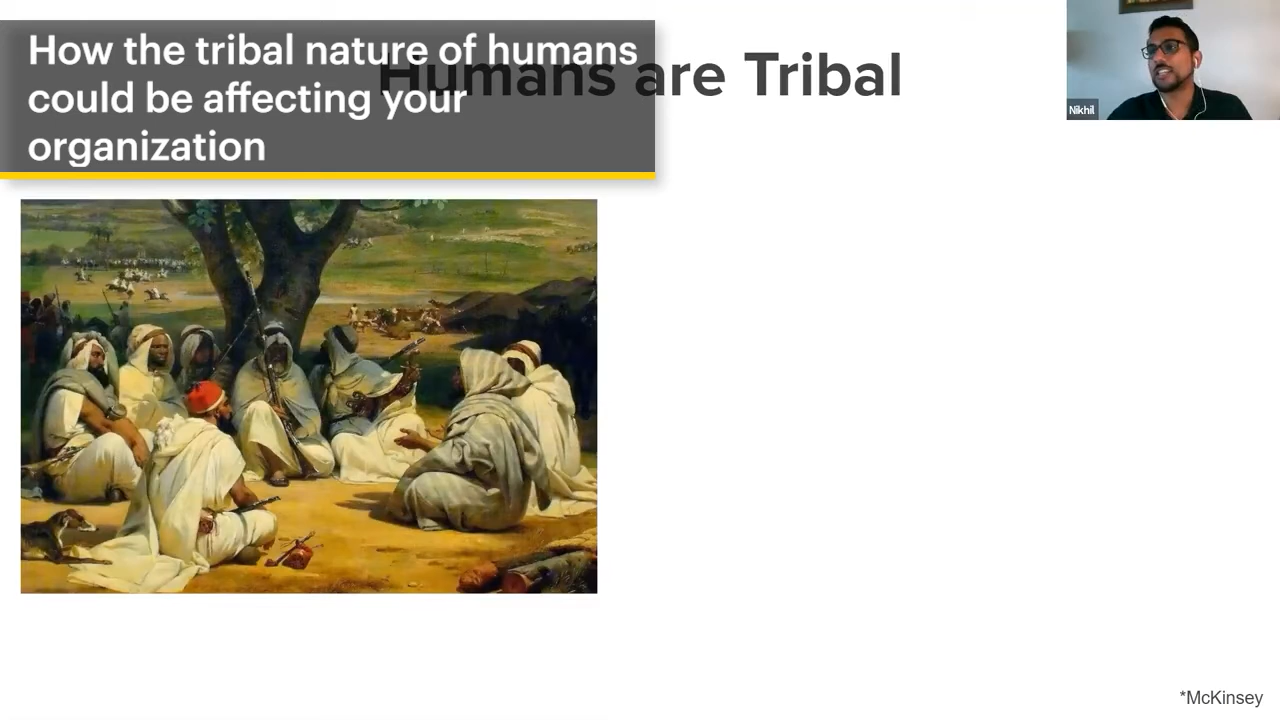 How the tribal nature of humans
could be affecting your
organization
Humans are Tribal
Nikhil
*McKinsey